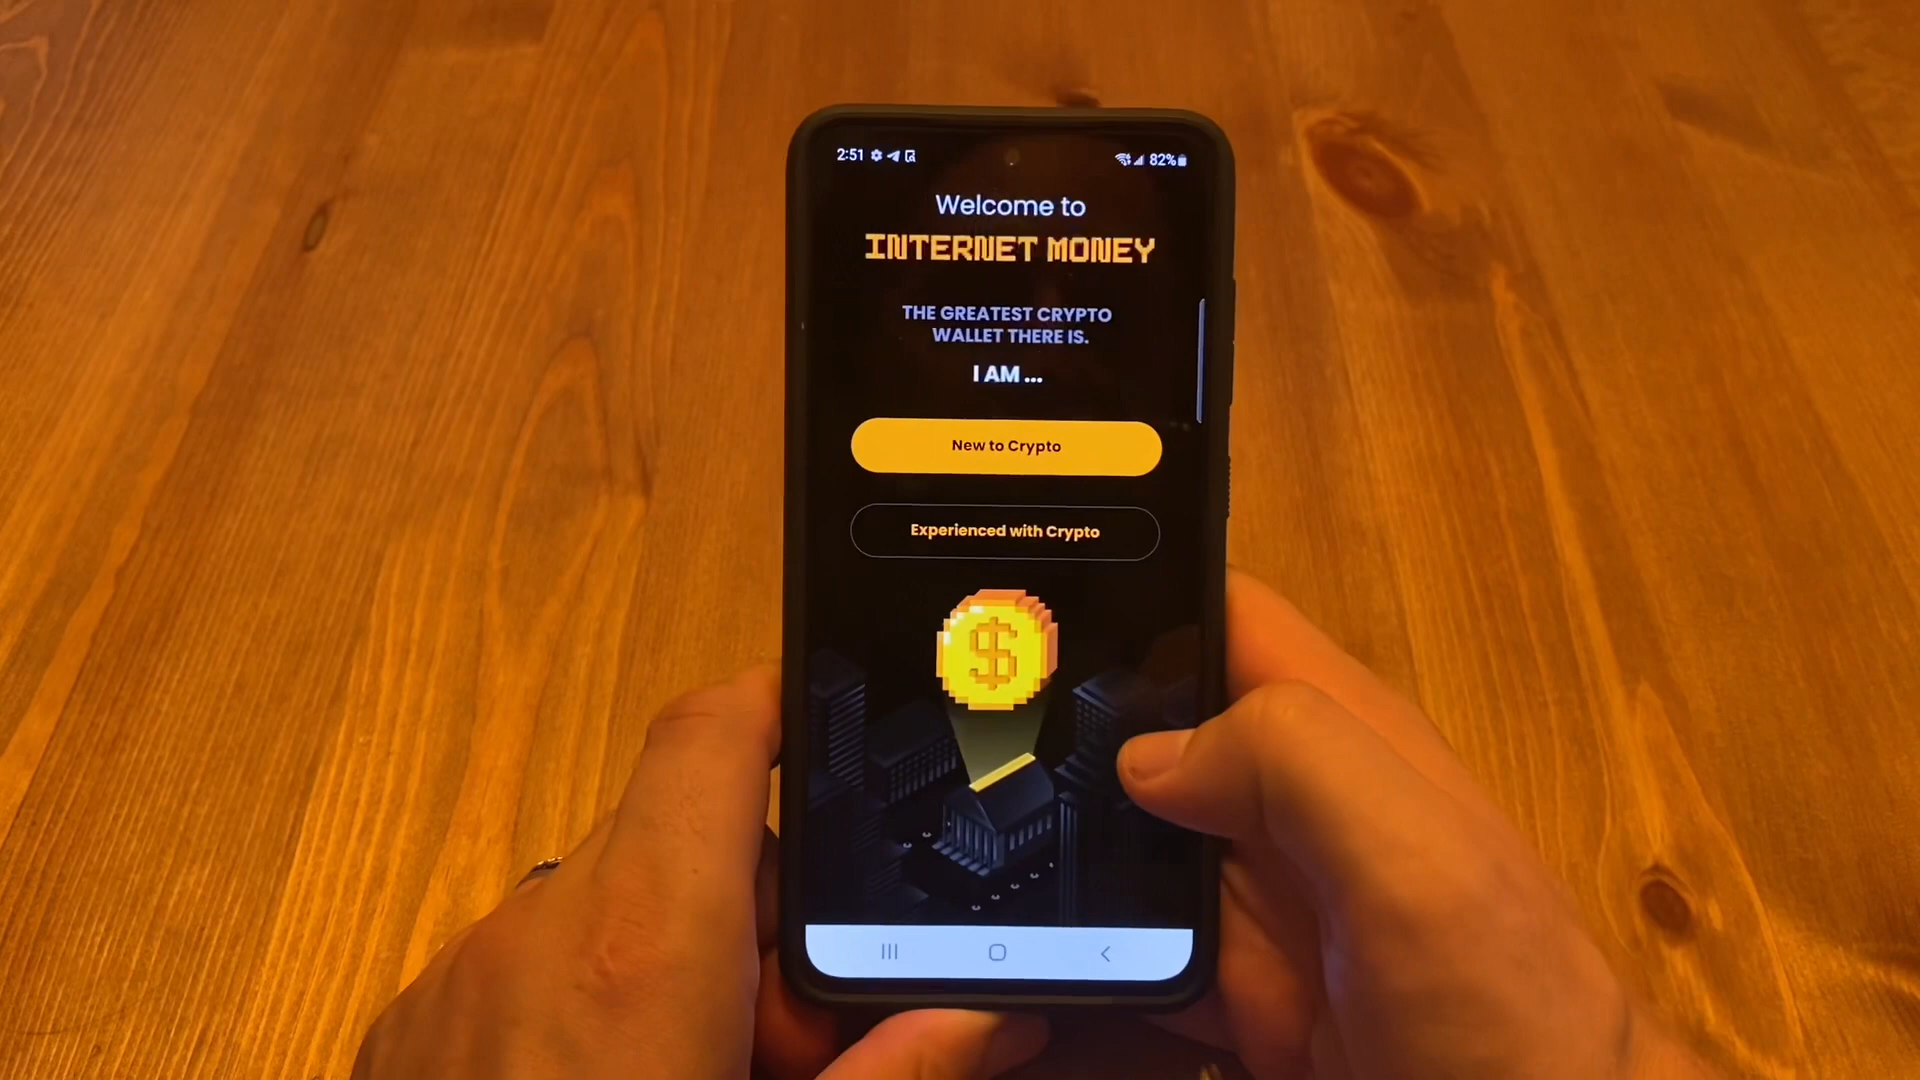 2:51
82%
Welcome to
INTERNET MONEY
THE GREATEST CRYPTO
WALLET THERE IS.
I AM ...
New to Crypto
Experienced with Crypto
$